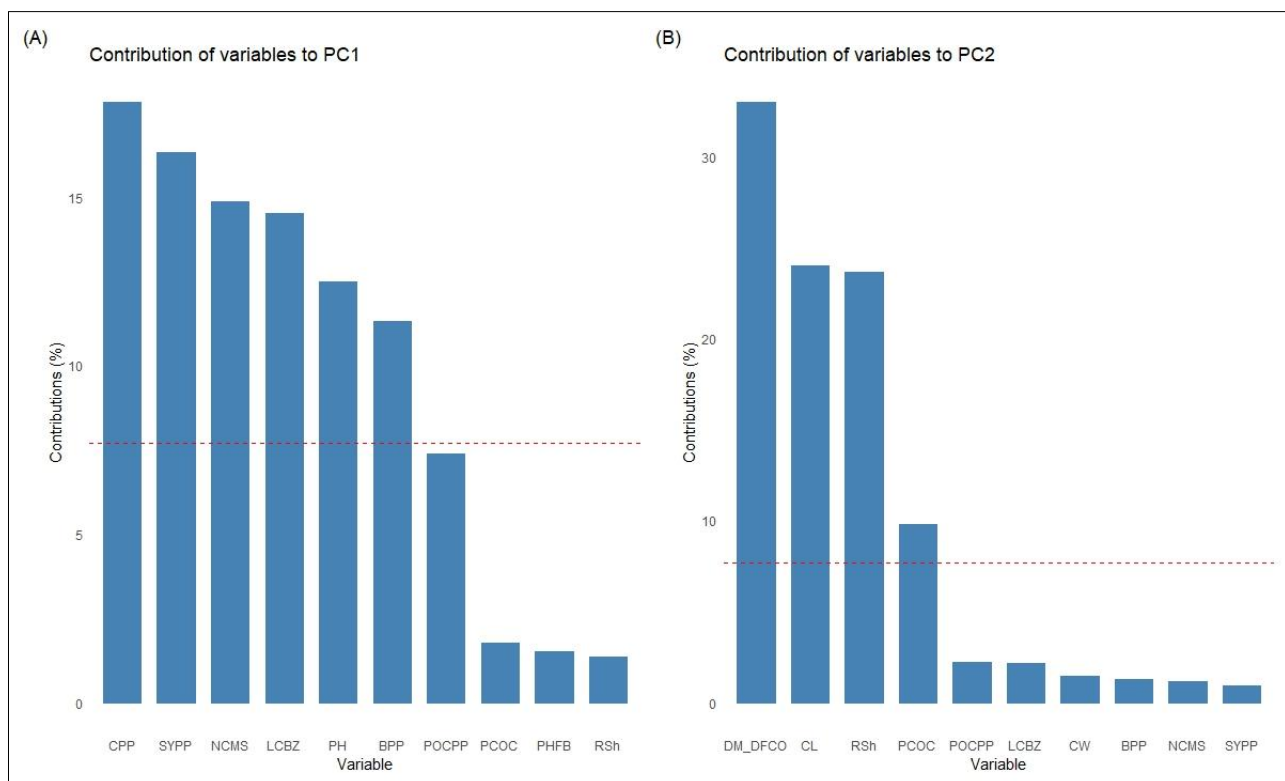 (A)
Contribution of variables to PC1
Contributions (%)
15
10
5
0
CPP SYPP NCMS LCBZ PH BPP POCPP PCOC PHFB RSh
Variable
(B)
Contribution of variables to PC2
Contributions (%)
30
20
10
0
DM_DFCO CL RSh PCOC POCPP LCBZ CW BPP NCMS SYPP
Variable